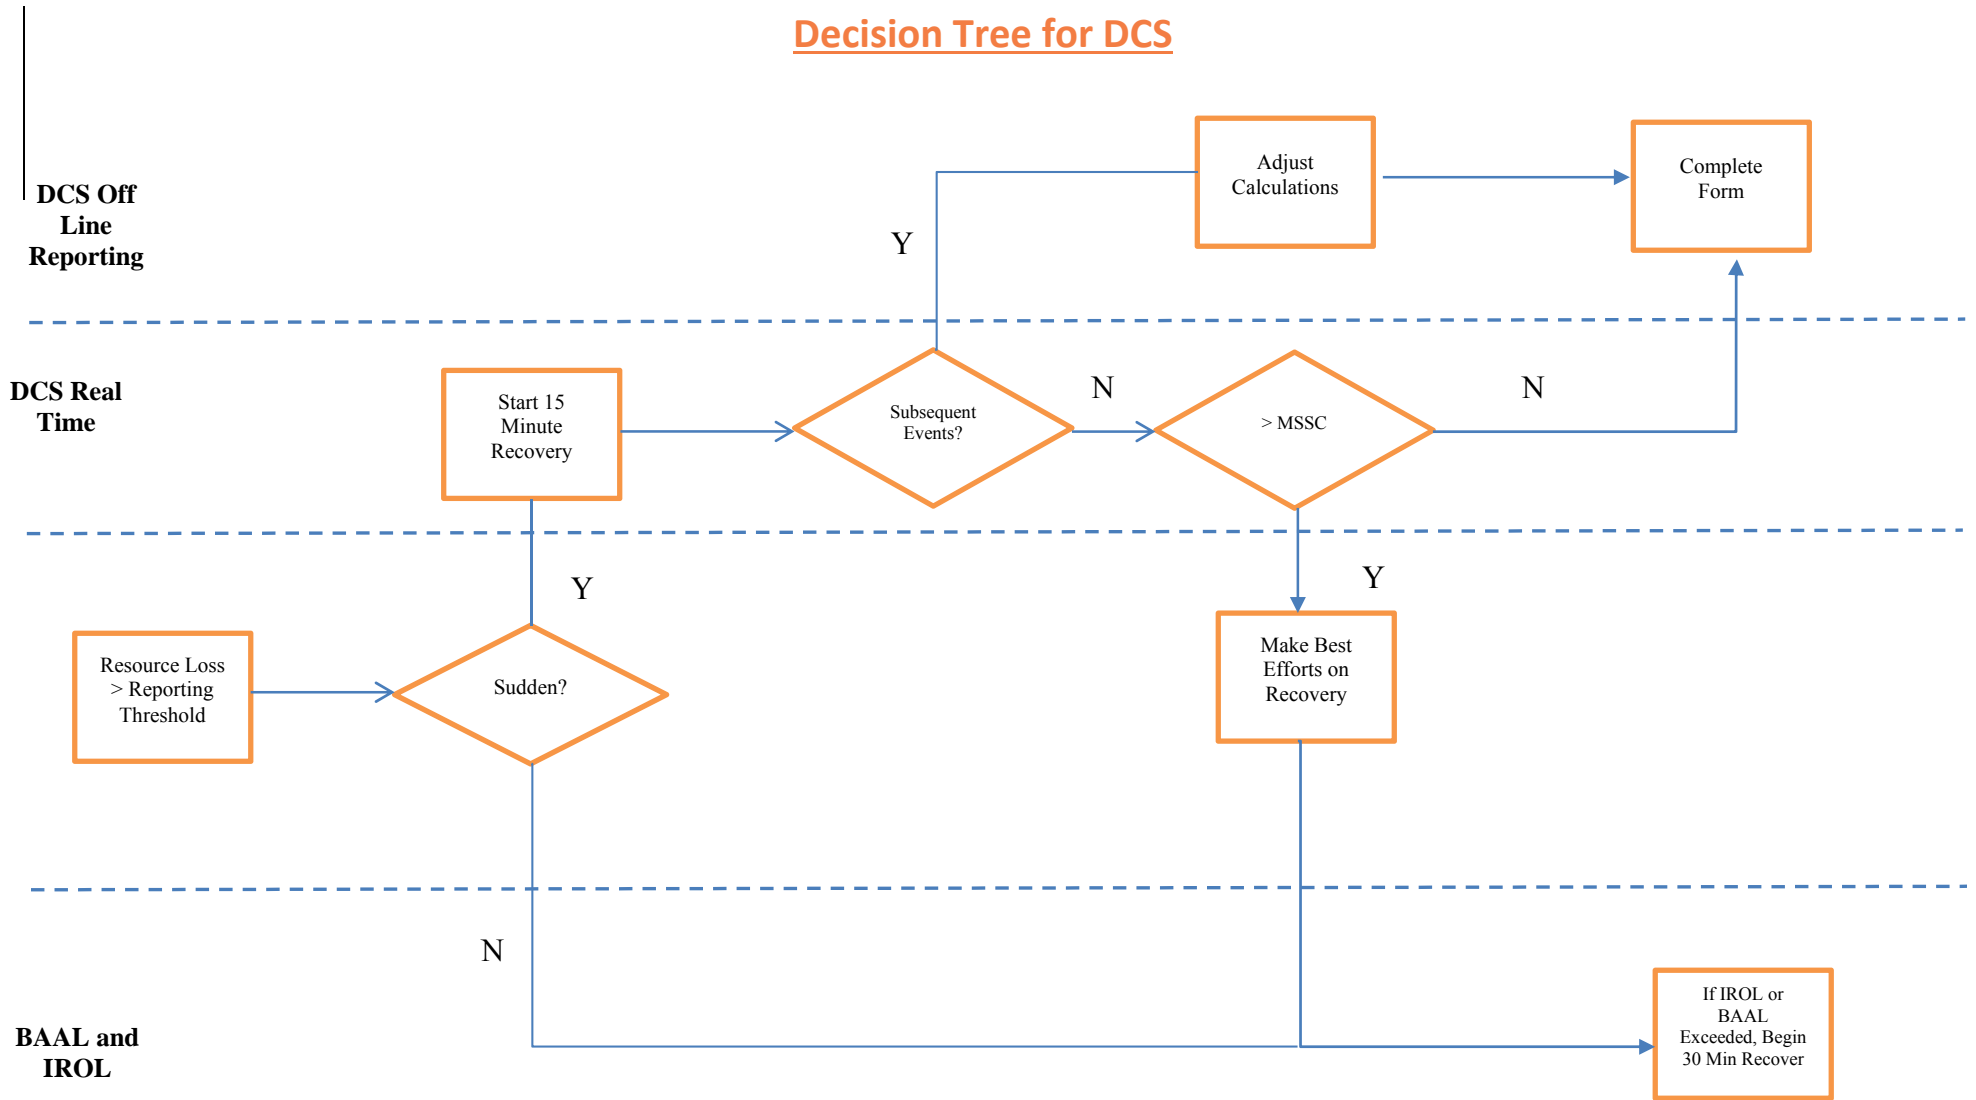 Decision Tree for DCS
DCS Off
Line
Reporting
Adjust
Calculations
Complete
Form
Y
DCS Real
Time
Start 15
Minute
Recovery
Subsequent
Events?
N
> MSSC
N
Y
Y
Resource Loss
> Reporting
Threshold
Sudden?
Make Best
Efforts on
Recovery
N
BAAL and
IROL
If IROL or
BAAL
Exceeded, Begin
30 Min Recover